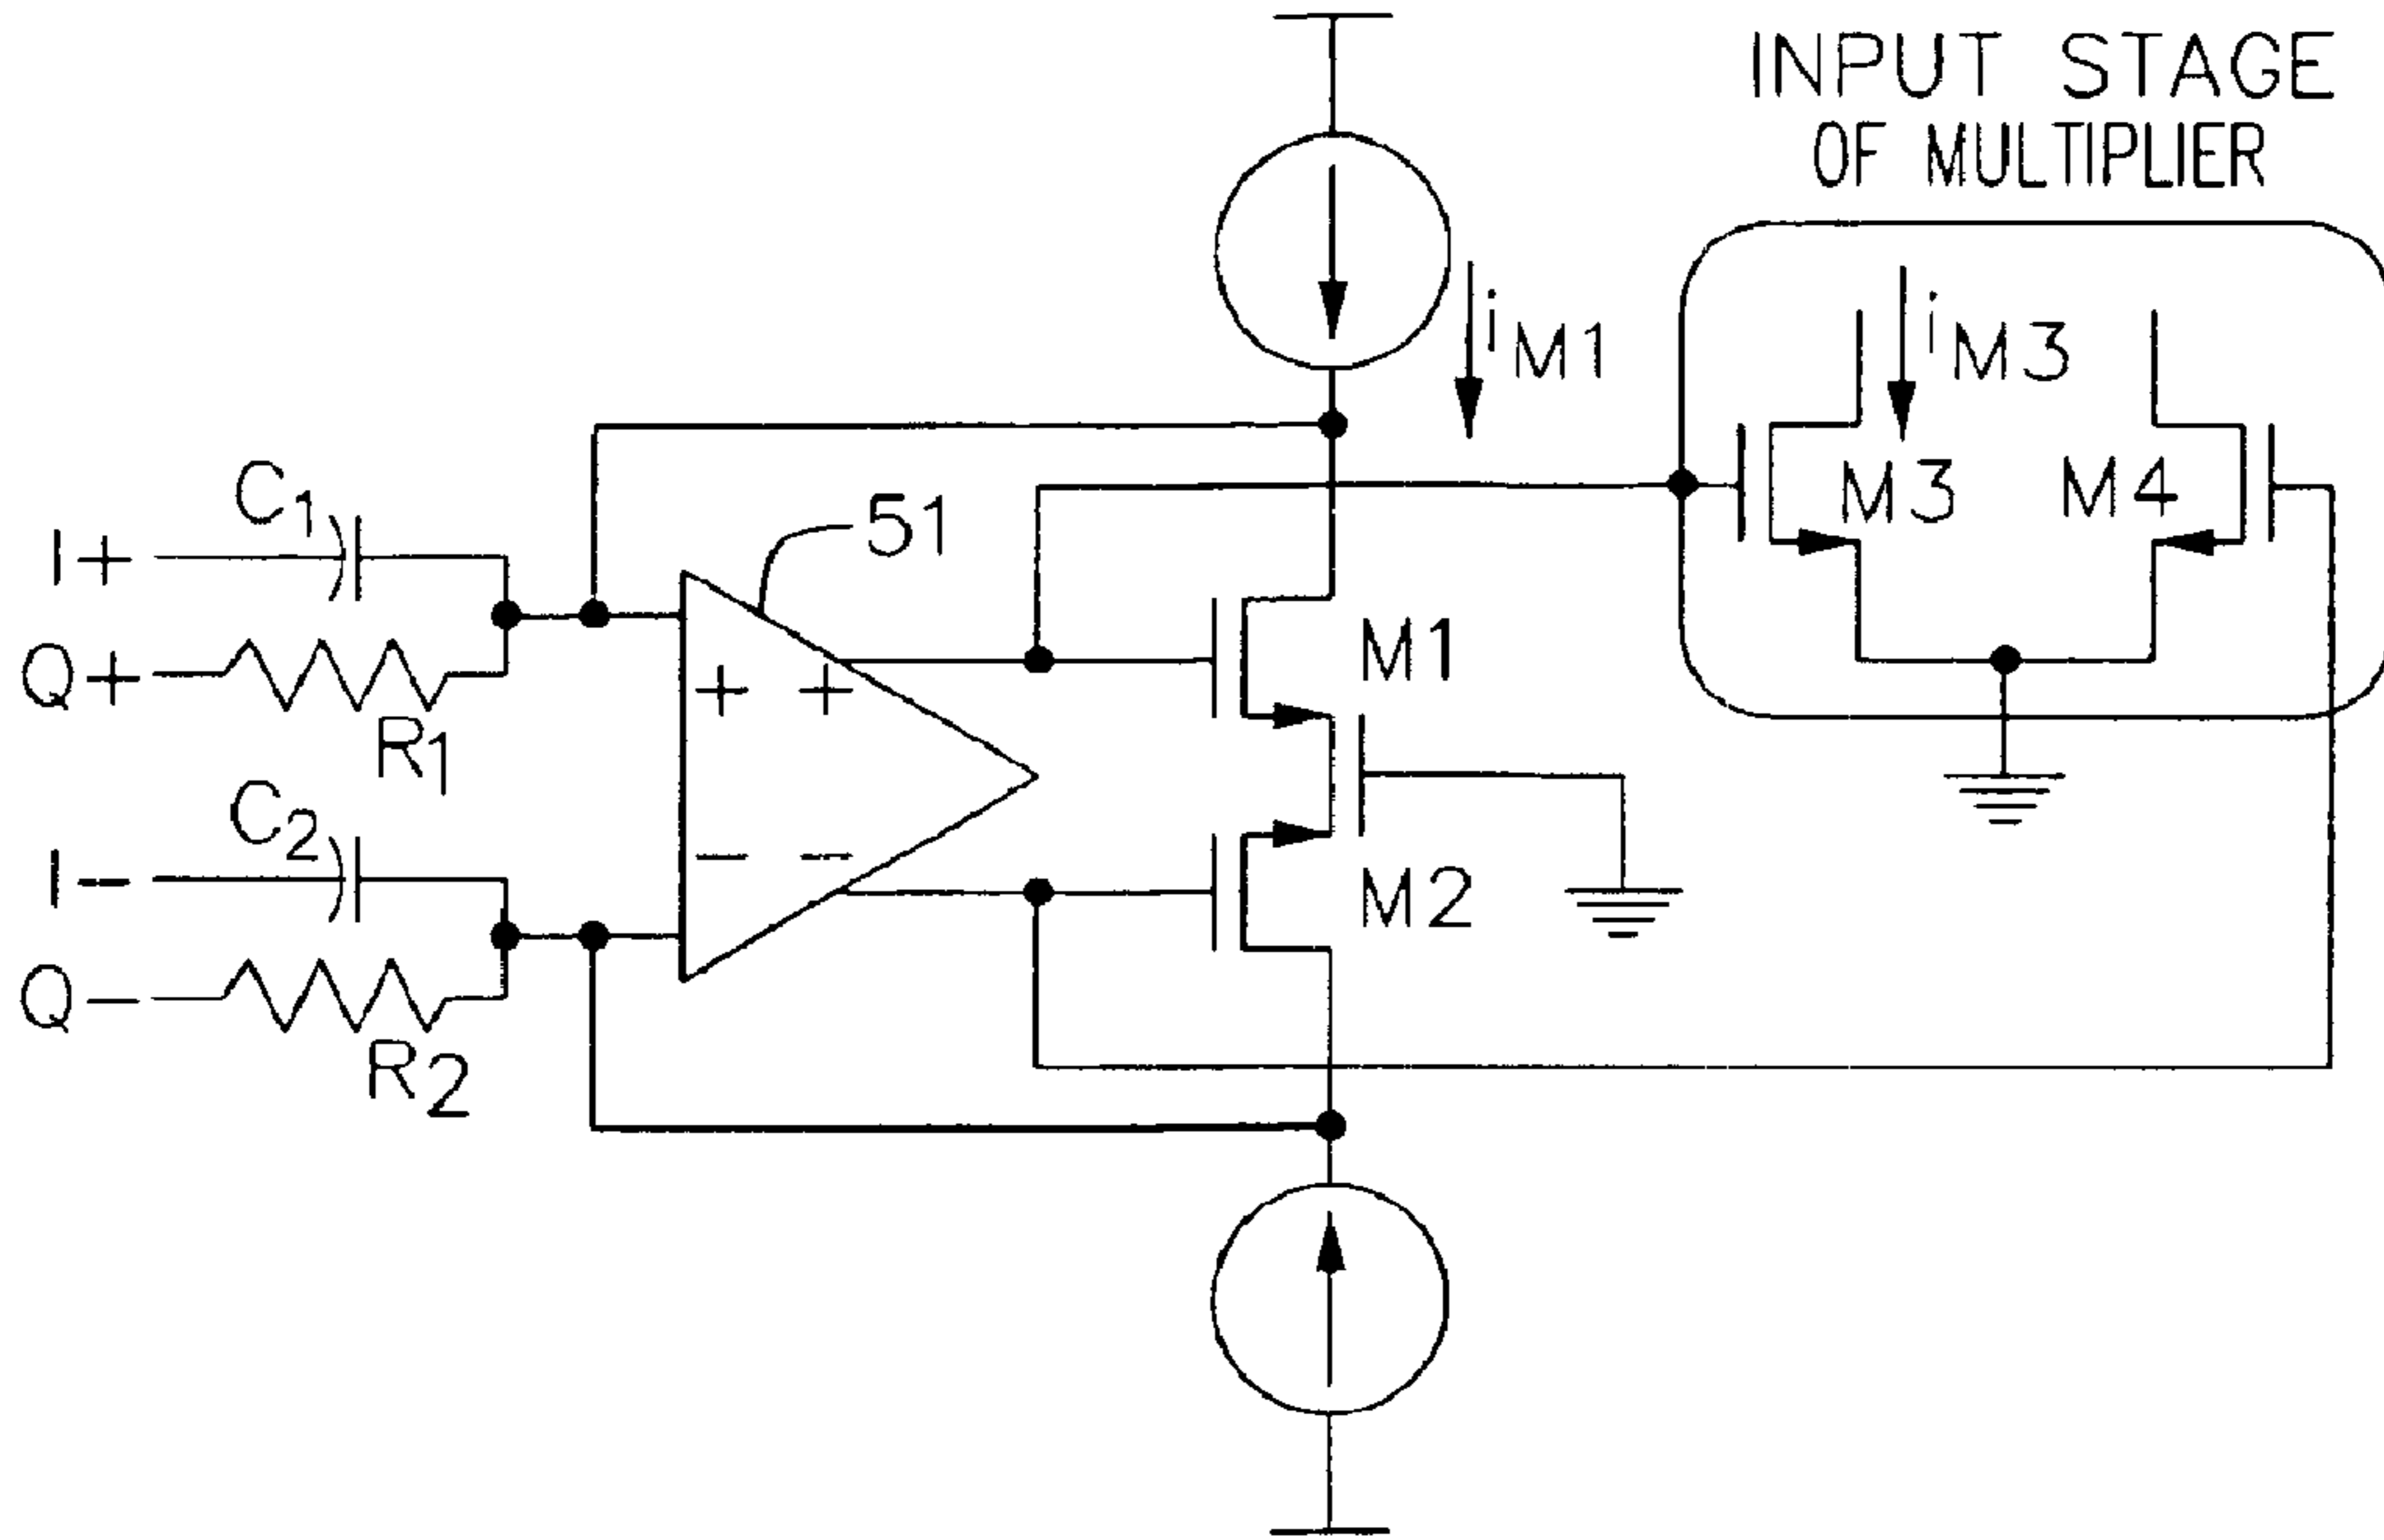 INPUT STAGE
OF MULTIPLIER
iM1
iM3
C1
51
M3
M4
I+
Q+
M1
+ +
R1
C2
I−
− −
M2
Q−
R2